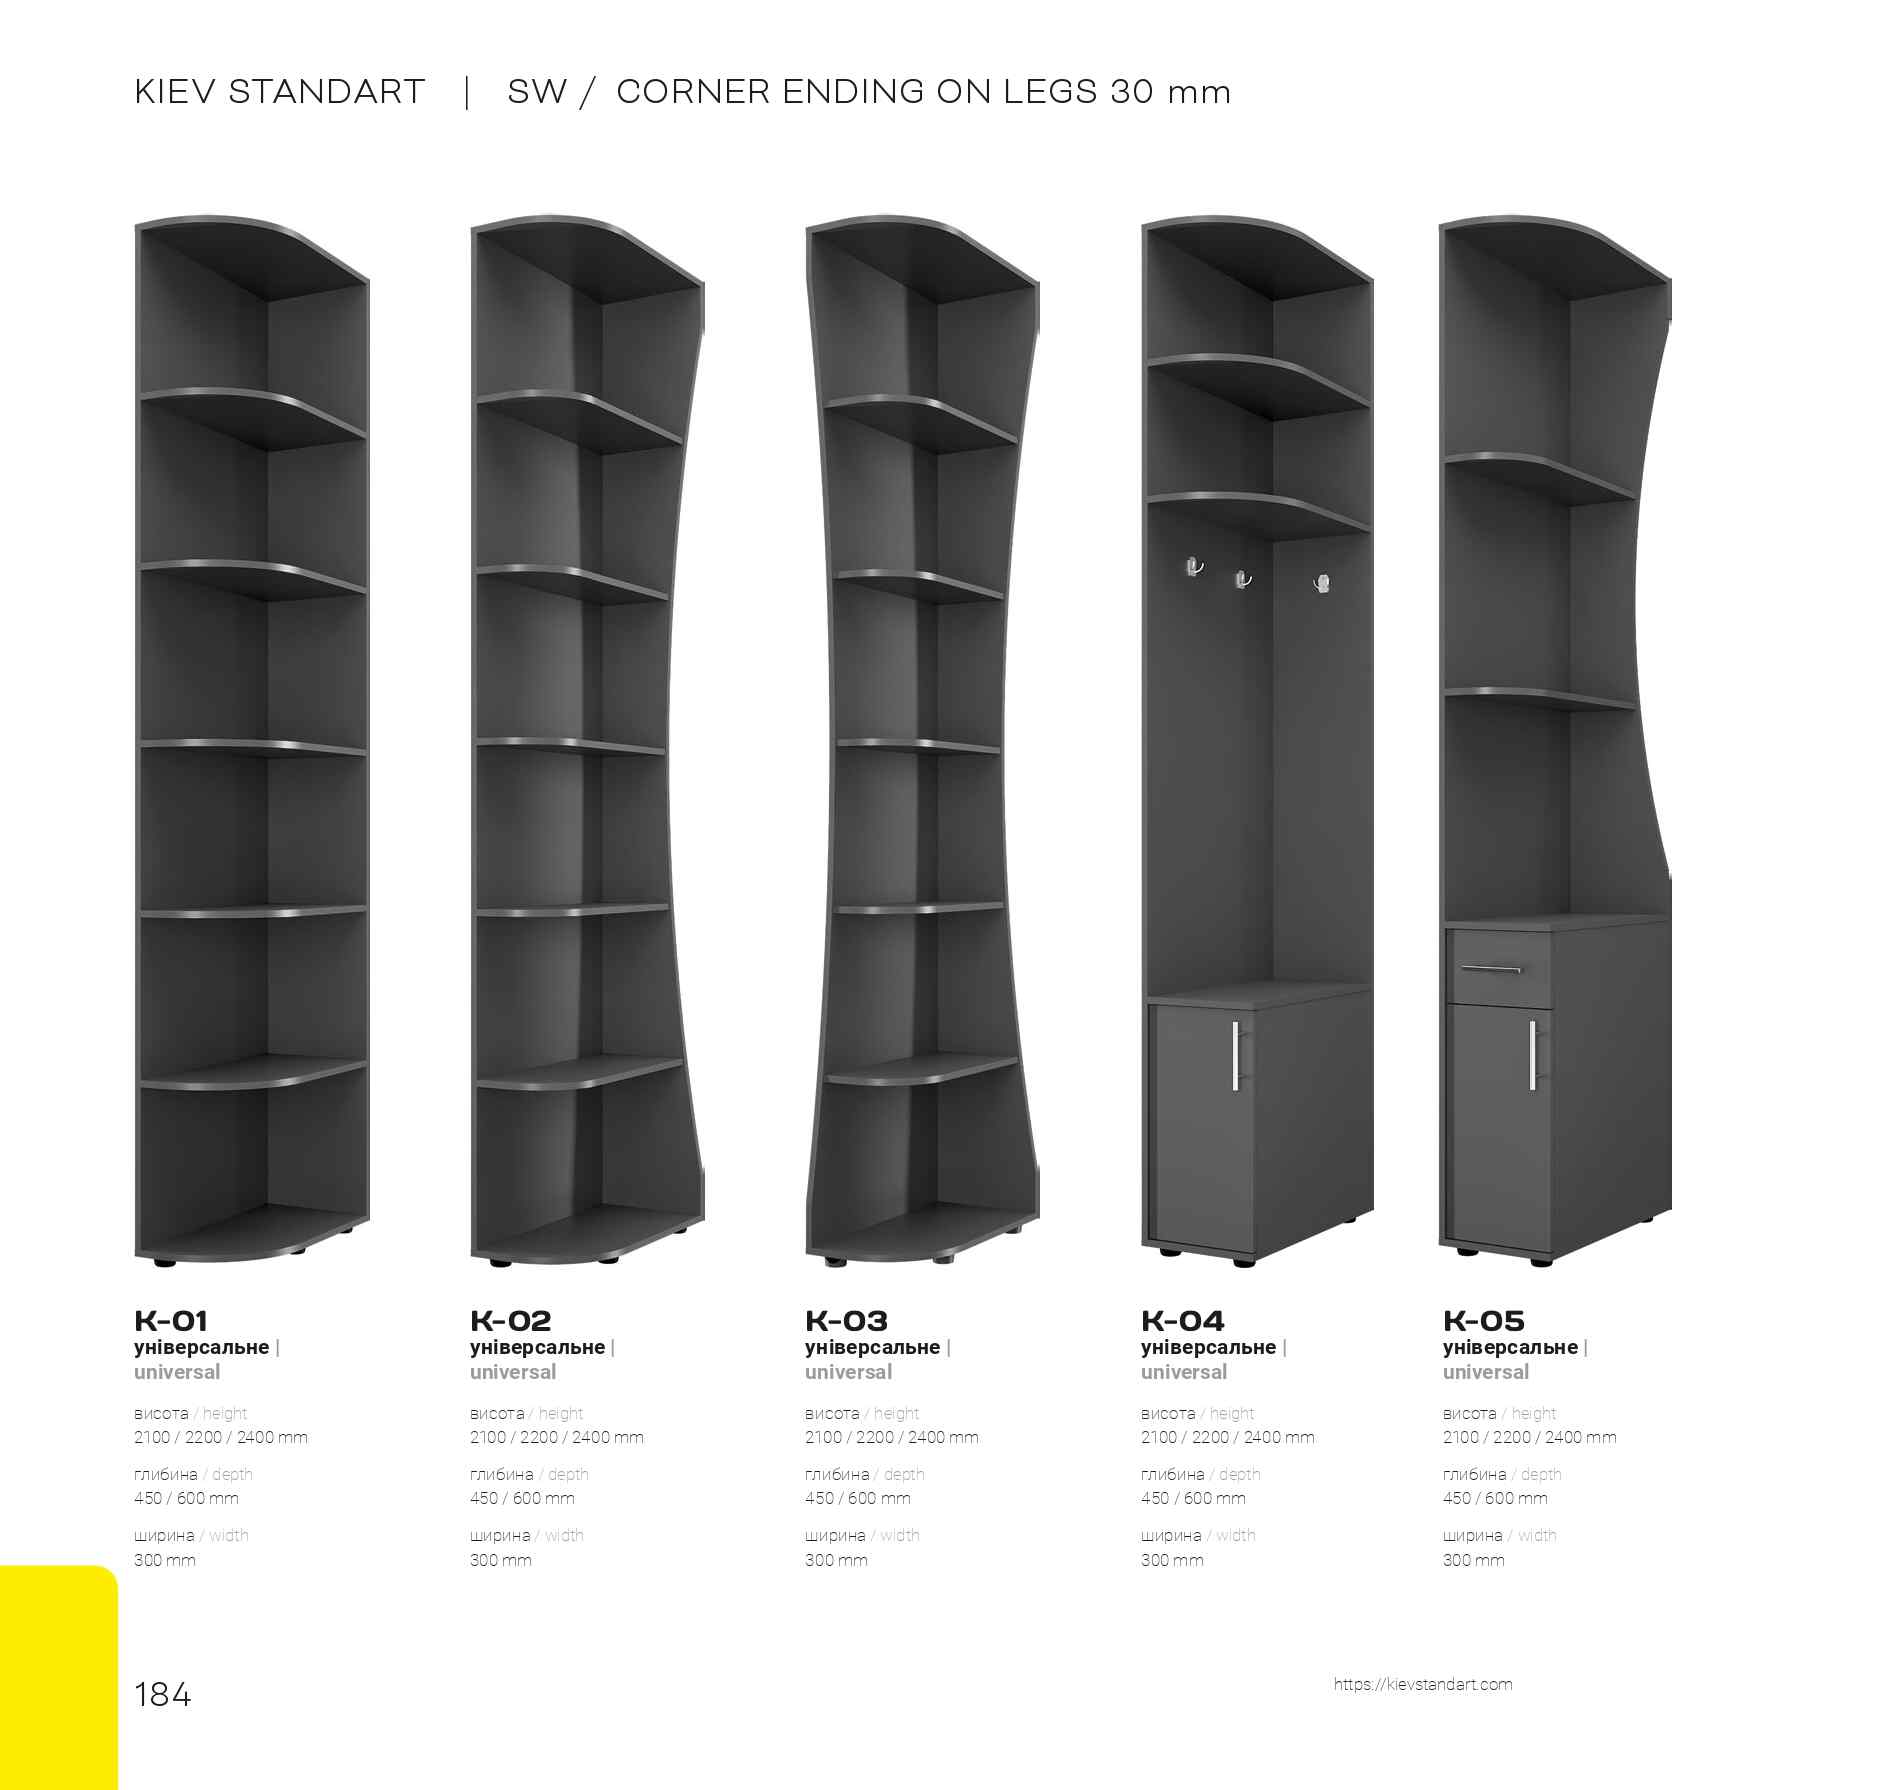 KIEV STANDART | SW / CORNER ENDING ON LEGS 30 mm
K-01
універсальне |
universal
висота / height
2100 / 2200 / 2400 mm
глибина / depth
450 / 600 mm
ширина / width
300 mm
K-02
універсальне |
universal
висота / height
2100 / 2200 / 2400 mm
глибина / depth
450 / 600 mm
ширина / width
300 mm
K-03
універсальне |
universal
висота / height
2100 / 2200 / 2400 mm
глибина / depth
450 / 600 mm
ширина / width
300 mm
K-04
універсальне |
universal
висота / height
2100 / 2200 / 2400 mm
глибина / depth
450 / 600 mm
ширина / width
300 mm
K-05
універсальне |
universal
висота / height
2100 / 2200 / 2400 mm
глибина / depth
450 / 600 mm
ширина / width
300 mm
184
https://kievstandart.com